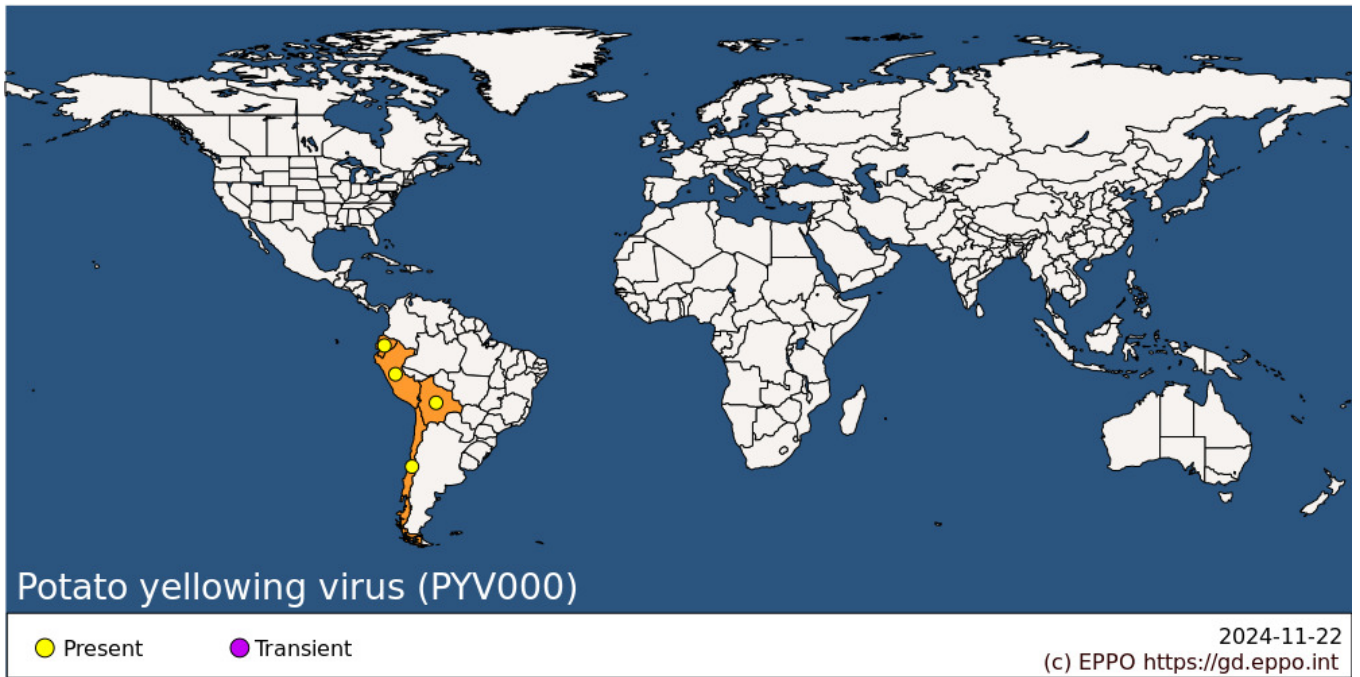 Potato yellowing virus (PYV000)
Present
Transient
2024-11-22
(c) EPPO https://gd.eppo.int